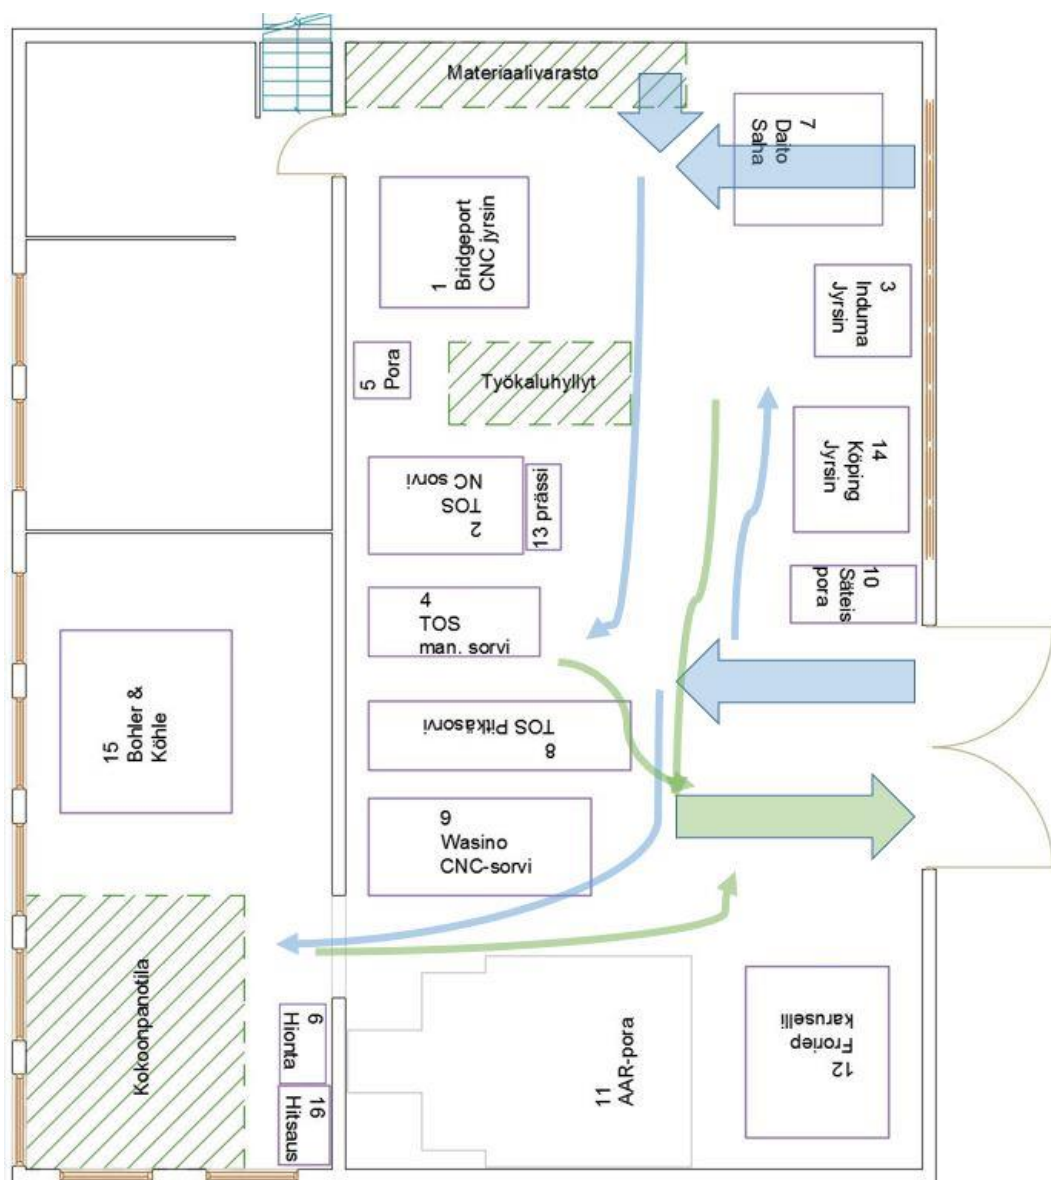 Materiaalivarasto
7
Daito
Saha
1
Bridgeport
CNC jyrsin
3
Induma
Jyrsin
5
Pora
Työkaluhyllyt
14
Köping
Jyrsin
2
TOS
NC sorvi
13 prässi
10
Säteis
pora
4
TOS
man. sorvi
15
Bohler &
Köhle
8
TOS Pitkäsorvi
9
Wasino
CNC-sorvi
Kokoonpanotila
6
Hionta
16
Hitsaus
11
AAR-pora
12
Froriep
karuselli